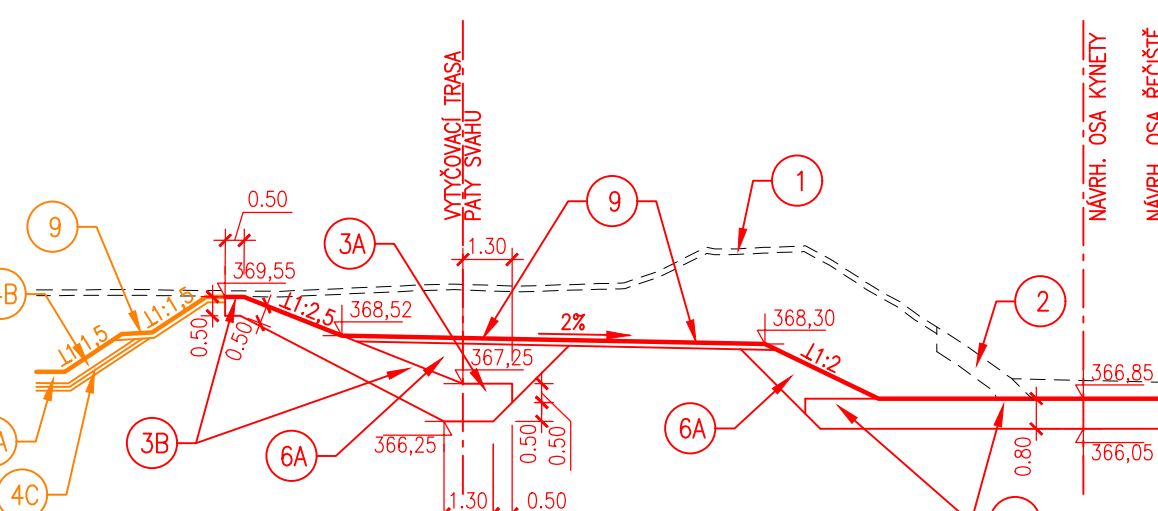 VYTYČOVACÍ TRASA
PATY SVAHU
NÁVRH. OSA KYNETY
NÁVRH. OSA ŘEČIŠTĚ
1
0.50
9
9
3A
1.30
369,55
2
1:1,5
1:2,5
368,52
2%
368,30
1:1,5
0.50
0.50
367,25
1:2
366,85
3B
6A
366,25
0.50
0.50
6A
0.80
366,05
4C
1.30
0.50